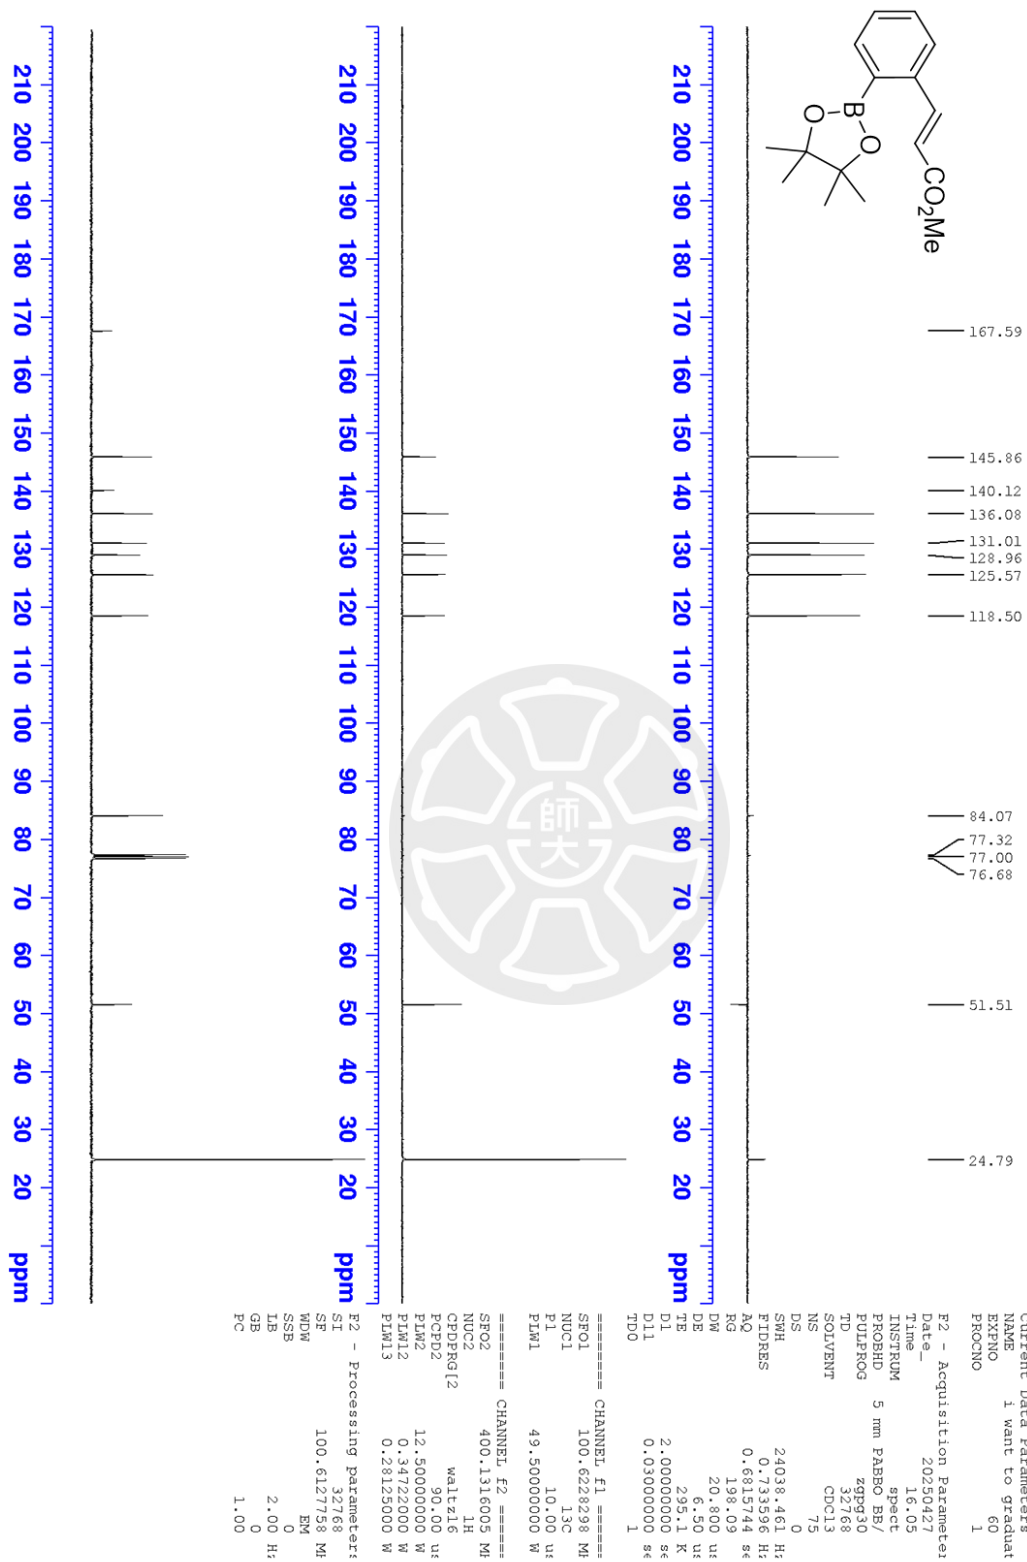 CO₂Me
B
O
O
167.59
145.86
140.12
136.08
131.01
128.96
125.57
118.50
84.07
77.32
77.00
76.68
51.51
24.79
210 200 190 180 170 160 150 140 130 120 110 100 90 80 70 60 50 40 30 20 ppm
210 200 190 180 170 160 150 140 130 120 110 100 90 80 70 60 50 40 30 20 ppm
210 200 190 180 170 160 150 140 130 120 110 100 90 80 70 60 50 40 30 20 ppm
師大
Current Data Parameters
NAME i want to graduat
EXPNO 60
PROCNO 1
F2 - Acquisition Parameter
Date_ 20250427
Time 16.05
INSTRUM spect
PROBHD 5 mm PABBO BB/
PULPROG zgpg30
TD 32768
SOLVENT CDCl3
NS 75
DS 0
SWH 24038.461 Hz
FIDRES 0.733596 Hz
AQ 0.6815744 se
RG 198.09
DW 20.800 us
DE 6.50 us
TE 295.1 K
D1 2.00000000 se
D11 0.03000000 se
TD0 1
======== CHANNEL f1 ======
SFO1 100.6228298 MH
NUC1 13C
P1 10.00 us
PLW1 49.50000000 W
======== CHANNEL f2 ======
SFO2 400.1316005 MH
NUC2 1H
CPDPRG[2 waltz16
PCPD2 90.00 us
PLW2 12.50000000 W
PLW12 0.34722000 W
PLW13 0.28125000 W
F2 - Processing parameters
SI 32768
SF 100.6127758 MH
WDW EM
SSB 0
LB 2.00 Hz
GB 0
PC 1.00